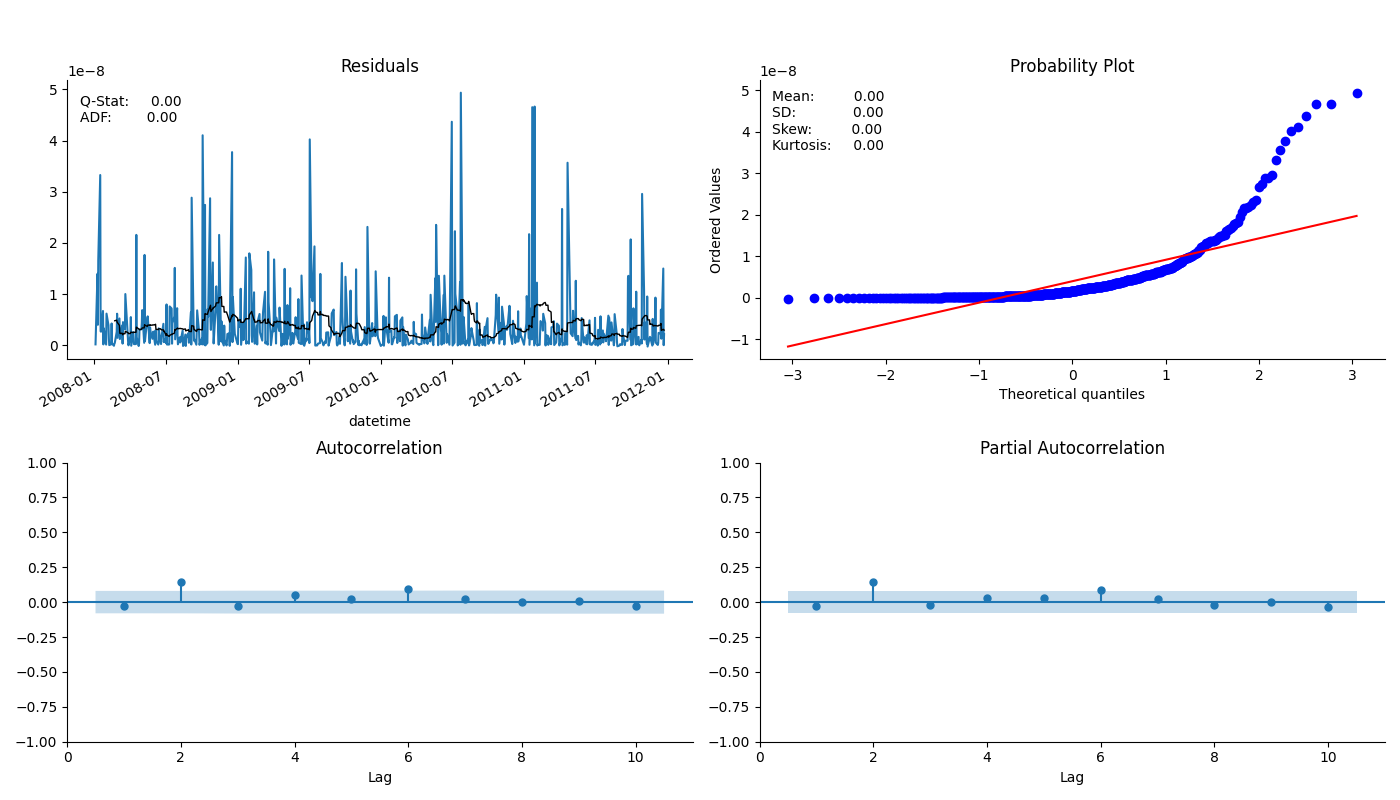 Residuals
1e−8
Q-Stat: 0.00
ADF: 0.00
5
4
3
2
1
0
2008-01 2008-07 2009-01 2009-07 2010-01 2010-07 2011-01 2011-07 2012-01
datetime
Probability Plot
1e−8
Mean: 0.00
SD: 0.00
Skew: 0.00
Kurtosis: 0.00
Ordered Values
5
4
3
2
1
0
−1
−3 −2 −1 0 1 2 3
Theoretical quantiles
Autocorrelation
1.00
0.75
0.50
0.25
0.00
−0.25
−0.50
−0.75
−1.00
0 2 4 6 8 10
Lag
Partial Autocorrelation
1.00
0.75
0.50
0.25
0.00
−0.25
−0.50
−0.75
−1.00
0 2 4 6 8 10
Lag